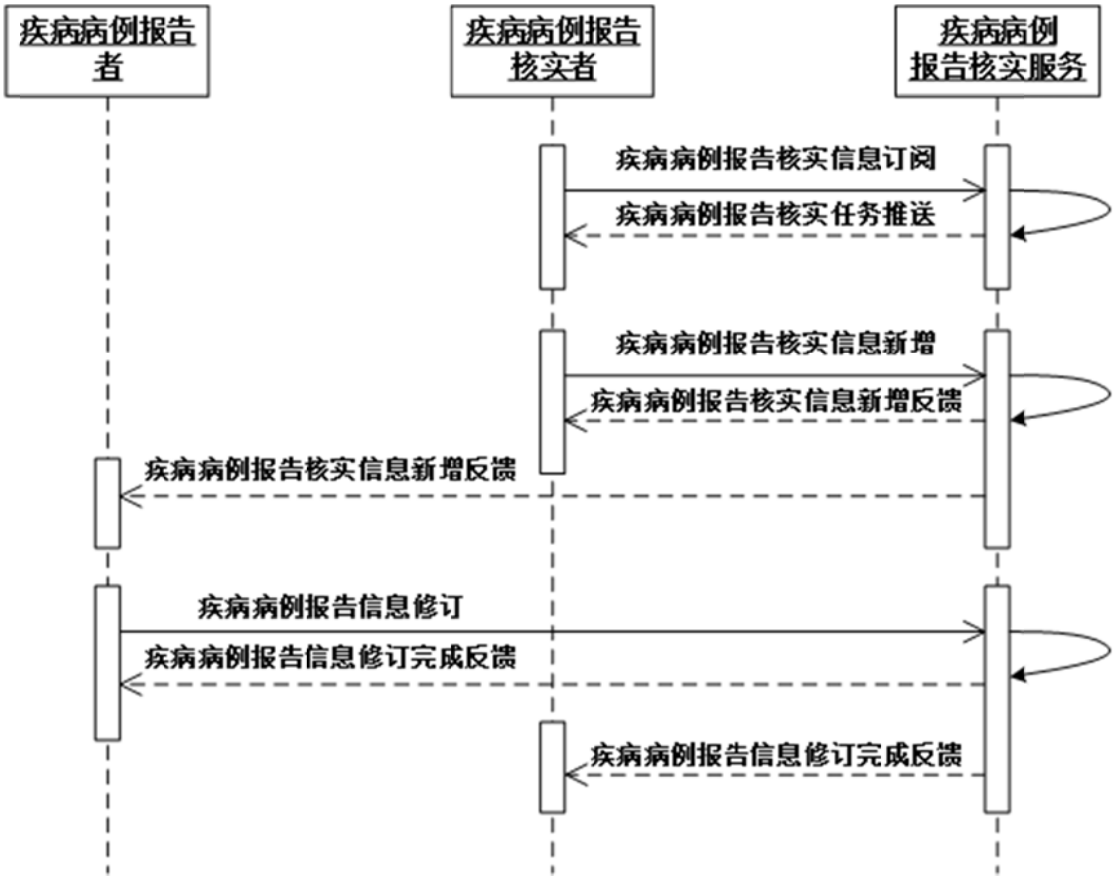 疾病病例报告
者
疾病病例报告
核实者
疾病病例
报告核实服务
疾病病例报告核实信息订阅
疾病病例报告核实任务推送
疾病病例报告核实信息新增
疾病病例报告核实信息新增反馈
疾病病例报告核实信息新增反馈
疾病病例报告信息修订
疾病病例报告信息修订完成反馈
疾病病例报告信息修订完成反馈